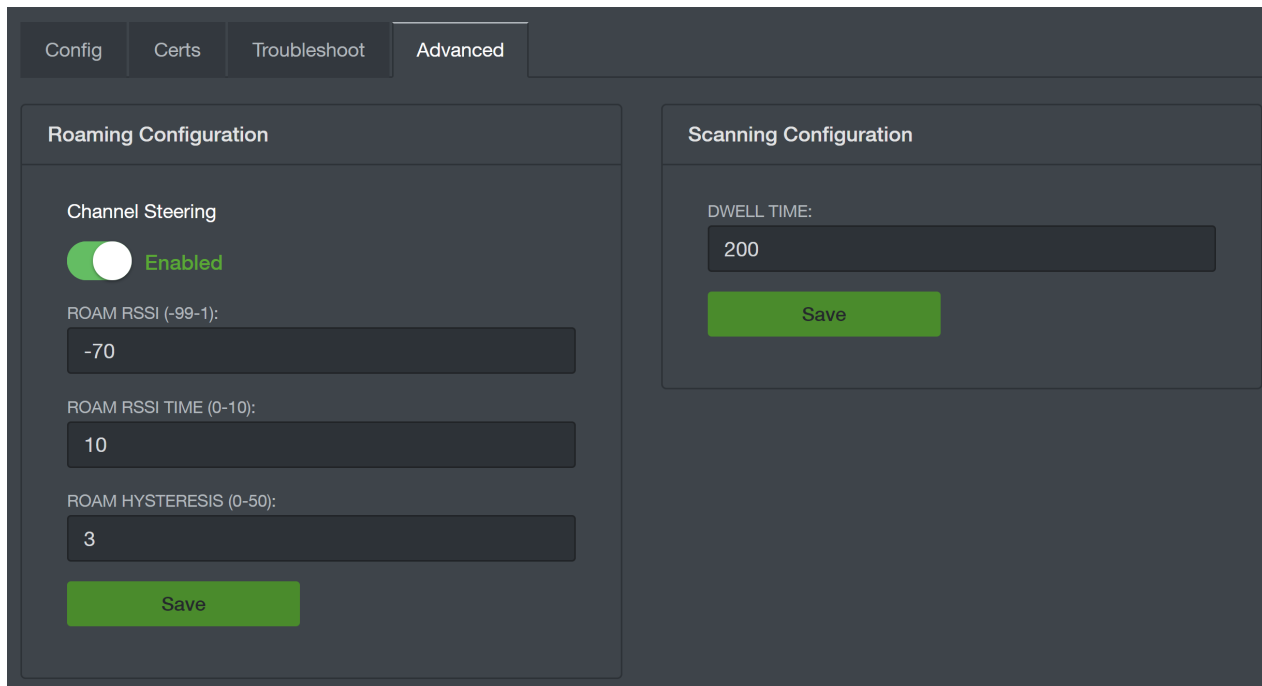 Config Certs Troubleshoot Advanced
Roaming Configuration
Channel Steering
Enabled
ROAM RSSI (-99-1):
-70
ROAM RSSI TIME (0-10):
10
ROAM HYSTERESIS (0-50):
3
Save
Scanning Configuration
DWELL TIME:
200
Save